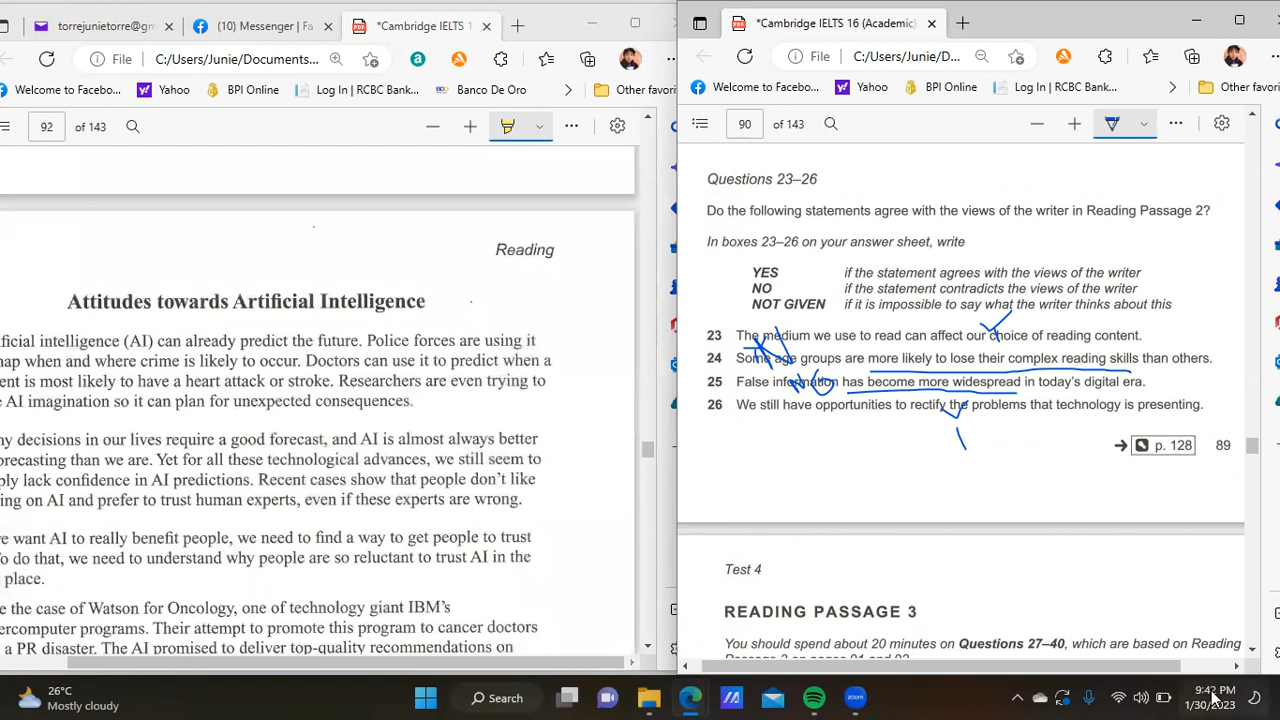 torrejunietorre@gm
(10) Messenger | Fa
*Cambridge IELTS 1
File
C:/Users/Junie/Documents...
Welcome to Facebo...
Yahoo
BPI Online
Log In | RCBC Bank...
Banco De Oro
Other favori
92
of 143
Reading
Attitudes towards Artificial Intelligence
ficial intelligence (AI) can already predict the future. Police forces are using it
nap when and where crime is likely to occur. Doctors can use it to predict when a
ent is most likely to have a heart attack or stroke. Researchers are even trying to
e AI imagination so it can plan for unexpected consequences.
ny decisions in our lives require a good forecast, and AI is almost always better
orecasting than we are. Yet for all these technological advances, we still seem to
ply lack confidence in AI predictions. Recent cases show that people don't like
ing on AI and prefer to trust human experts, even if these experts are wrong.
ve want AI to really benefit people, we need to find a way to get people to trust
o do that, we need to understand why people are so reluctant to trust AI in the
place.
e the case of Watson for Oncology, one of technology giant IBM's
ercomputer programs. Their attempt to promote this program to cancer doctors
a PR disaster. The AI promised to deliver top-quality recommendations on
*Cambridge IELTS 16 (Academic)
File
C:/Users/Junie/D...
Welcome to Facebo...
Yahoo
BPI Online
Log In | RCBC Bank...
Other favor
90
of 143
Questions 23–26
Do the following statements agree with the views of the writer in Reading Passage 2?
In boxes 23–26 on your answer sheet, write
YES if the statement agrees with the views of the writer
NO if the statement contradicts the views of the writer
NOT GIVEN if it is impossible to say what the writer thinks about this
23 The medium we use to read can affect our choice of reading content.
24 Some age groups are more likely to lose their complex reading skills than others.
NO
25 False information has become more widespread in today's digital era.
26 We still have opportunities to rectify the problems that technology is presenting.
p. 128 89
Test 4
READING PASSAGE 3
You should spend about 20 minutes on Questions 27–40, which are based on Reading
26°C
Mostly cloudy
Search
zoom
9:42 PM
1/30/2023